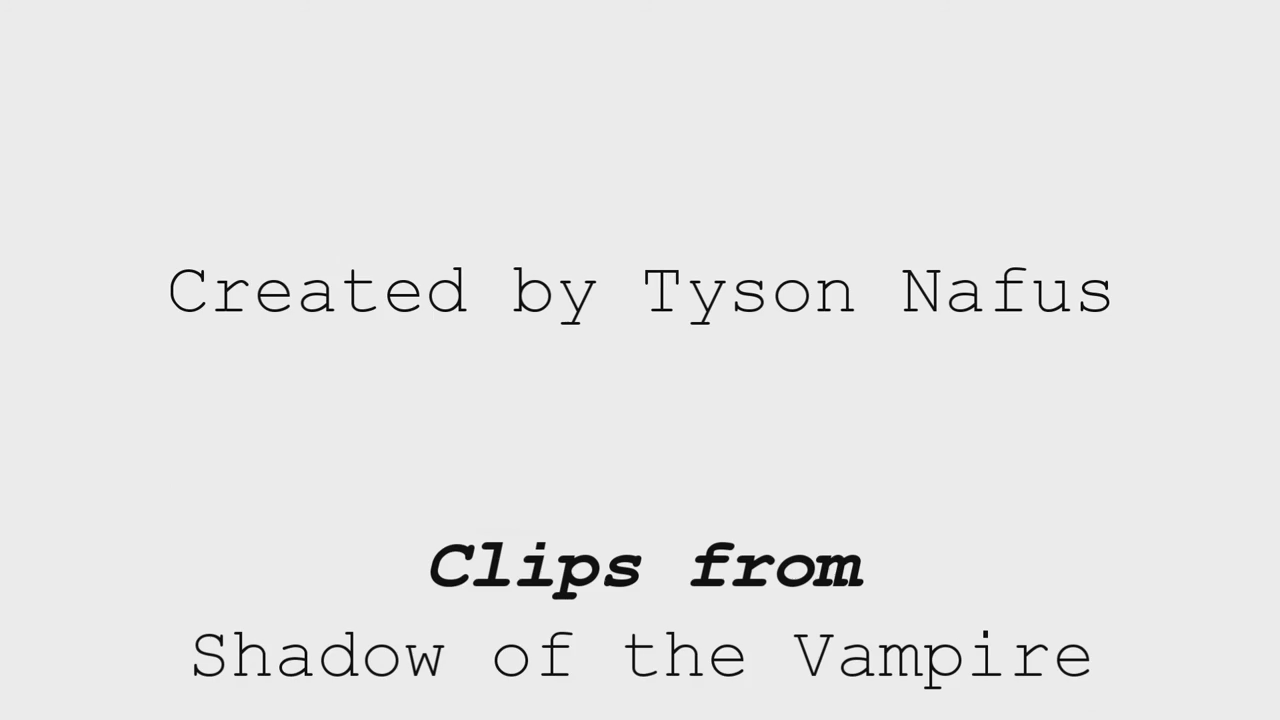 Created by Tyson Nafus
Clips from
Shadow of the Vampire